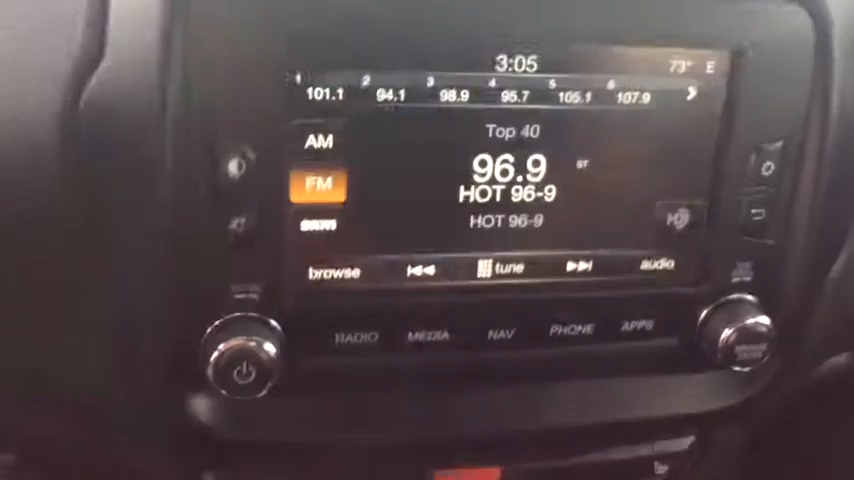 3:05
73° E
1 2 3 4 5 6
101.1 94.1 98.9 95.7 105.1 107.9
Top 40
AM
96.9 ST
FM
HOT 96-9
HOT 96-9
HD
browse tune audio
RADIO MEDIA NAV PHONE APPS